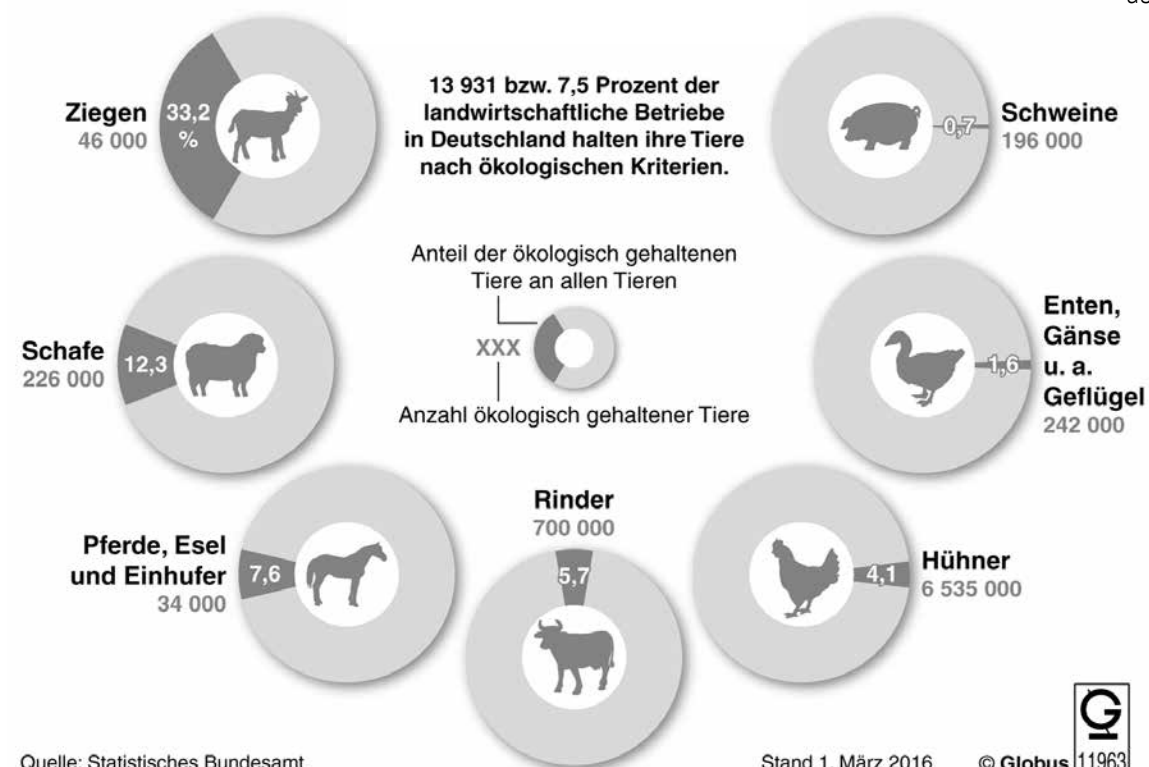 13 931 bzw. 7,5 Prozent der
landwirtschaftliche Betriebe
in Deutschland halten ihre Tiere
nach ökologischen Kriterien.
Ziegen
46 000
33,2
%
0,7
Schweine
196 000
Anteil der ökologisch gehaltenen
Tiere an allen Tieren
XXX
Anzahl ökologisch gehaltener Tiere
Schafe
226 000
12,3
1,6
Enten,
Gänse
u. a.
Geflügel
242 000
Pferde, Esel
und Einhufer
34 000
7,6
Rinder
700 000
5,7
4,1
Hühner
6 535 000
Quelle: Statistisches Bundesamt
Stand 1. März 2016
© Globus
11963